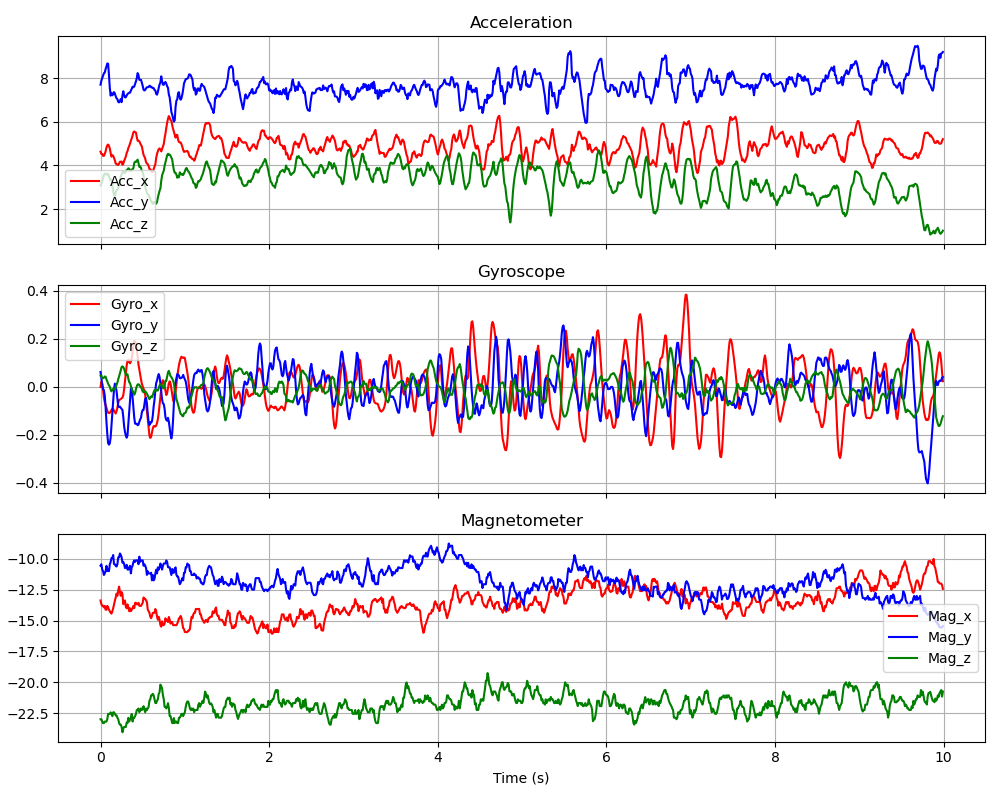 Acceleration
8
6
4
2
Acc_x
Acc_y
Acc_z
Gyroscope
0.4
0.2
0.0
−0.2
−0.4
Gyro_x
Gyro_y
Gyro_z
Magnetometer
−10.0
−12.5
−15.0
−17.5
−20.0
−22.5
Mag_x
Mag_y
Mag_z
0 2 4 6 8 10
Time (s)